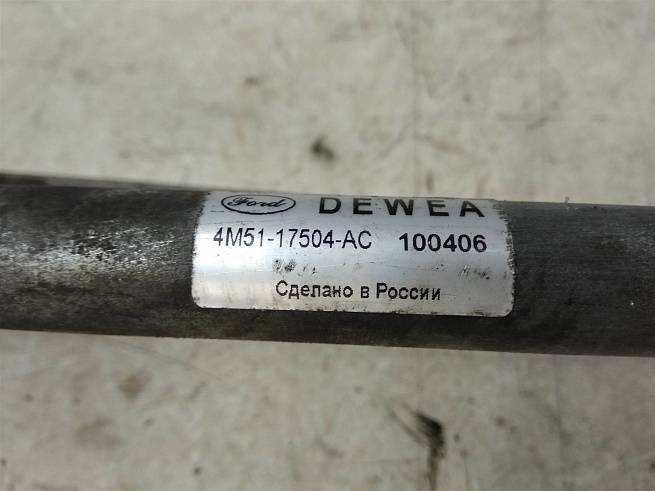 Ford DEWEA
4M51-17504-AC 100406
Сделано в России